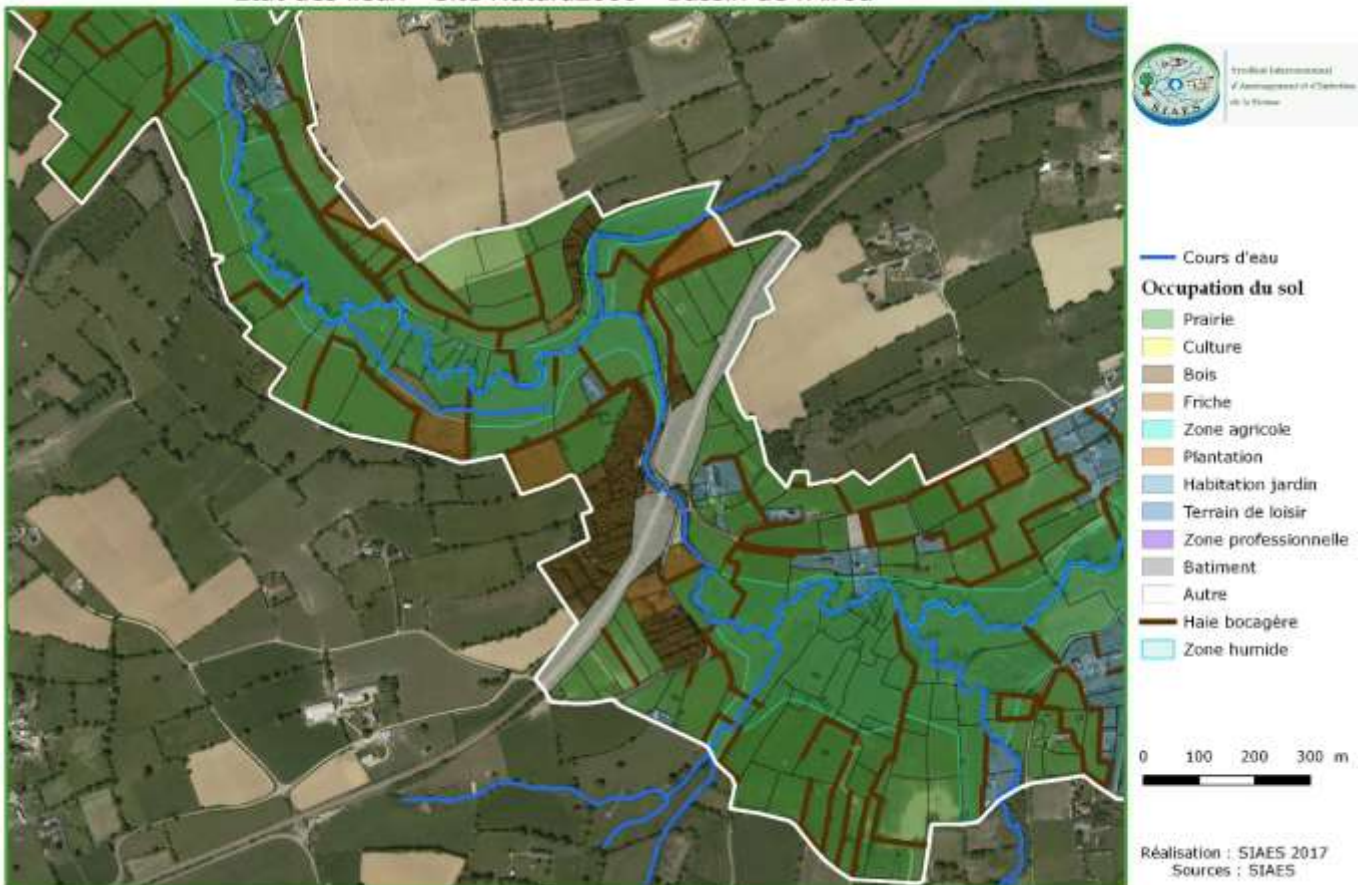 SIAES
Cours d'eau
Occupation du sol
Prairie
Culture
Bois
Friche
Zone agricole
Plantation
Habitation jardin
Terrain de loisir
Zone professionnelle
Batiment
Autre
Haie bocagère
Zone humide
0 100 200 300 m
Réalisation : SIAES 2017
Sources : SIAES